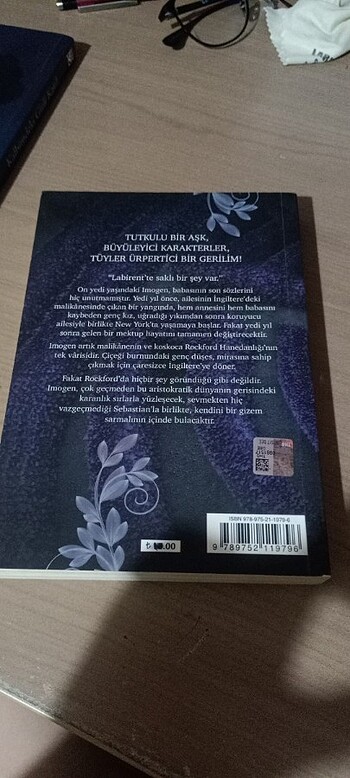 TUTKULU BİR AŞK,
BÜYÜLEYİCİ KARAKTERLER,
TÜYLER ÜRPERTİCİ BİR GERİLİM!
"Labirent'te saklı bir şey var."
On yedi yaşındaki Imogen, babasının son sözlerini
hiç unutmamıştır. Yedi yıl önce, ailesinin İngiltere'deki
malikânesinde çıkan bir yangında, hem annesini hem babasını
kaybeden genç kız, uğradığı yıkımdan sonra koruyucu
ailesiyle birlikte New York'ta yaşamaya başlar. Fakat yedi yıl
sonra gelen bir mektup hayatını tamamen değiştirecektir.
Imogen artık malikânenin ve koskoca Rockford Hanedanlığı'nın
tek vârisidir. Çiçeği burnundaki genç düşes, mirasına sahip
çıkmak için çaresizce İngiltere'ye döner.
Fakat Rockford'da hiçbir şey göründüğü gibi değildir.
Imogen, çok geçmeden bu aristokratik dünyanın gerisindeki
karanlık sırlarla yüzleşecek, sevmekten hiç
vazgeçmediği Sebastian'la birlikte, kendini bir gizem
sarmalının içinde bulacaktır.
ISBN 978-975-21-1979-6
9 789752 119796